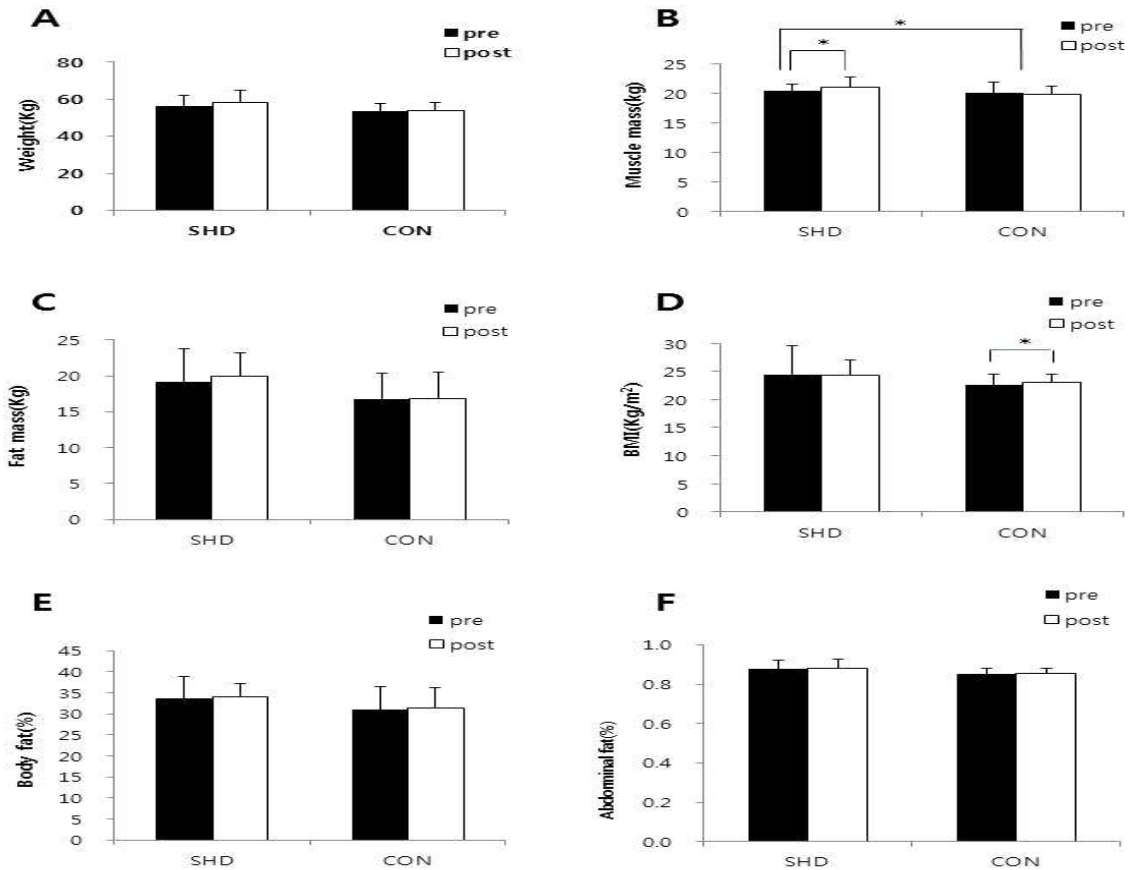 A
pre
post
Weight(Kg)
80
60
40
20
0
SHD
CON
B
pre
post
*
*
Muscle mass(kg)
25
20
15
10
5
0
SHD
CON
C
pre
post
Fat mass(Kg)
25
20
15
10
5
0
SHD
CON
D
pre
post
*
BMI(Kg/m²)
30
25
20
15
10
5
0
SHD
CON
E
pre
post
Body fat(%)
45
40
35
30
25
20
15
10
5
0
SHD
CON
F
pre
post
Abdorminal fat(%)
1.0
0.8
0.6
0.4
0.2
0.0
SHD
CON